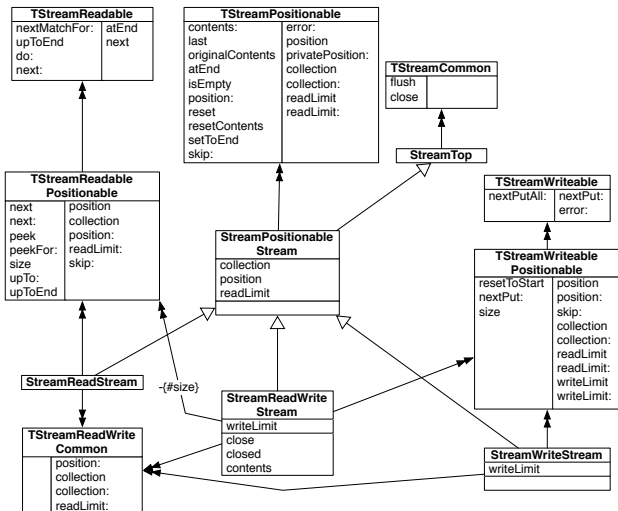 TStreamReadable
nextMatchFor:
upToEnd
do:
next:
atEnd
next
TStreamPositionable
contents:
last
originalContents
atEnd
isEmpty
position:
reset
resetContents
setToEnd
skip:
error:
position
privatePosition:
collection
collection:
readLimit
readLimit:
TStreamCommon
flush
close
StreamTop
TStreamReadable
Positionable
next
next:
peek
peekFor:
size
upTo:
upToEnd
position
collection
position:
readLimit:
skip:
StreamPositionable
Stream
collection
position
readLimit
TStreamWriteable
nextPutAll:
nextPut:
error:
TStreamWriteable
Positionable
resetToStart
nextPut:
size
position
position:
skip:
collection
collection:
readLimit
readLimit:
writeLimit
writeLimit:
StreamReadStream
-{#size}
StreamReadWrite
Stream
writeLimit
close
closed
contents
TStreamReadWrite
Common
position:
collection
collection:
readLimit:
StreamWriteStream
writeLimit